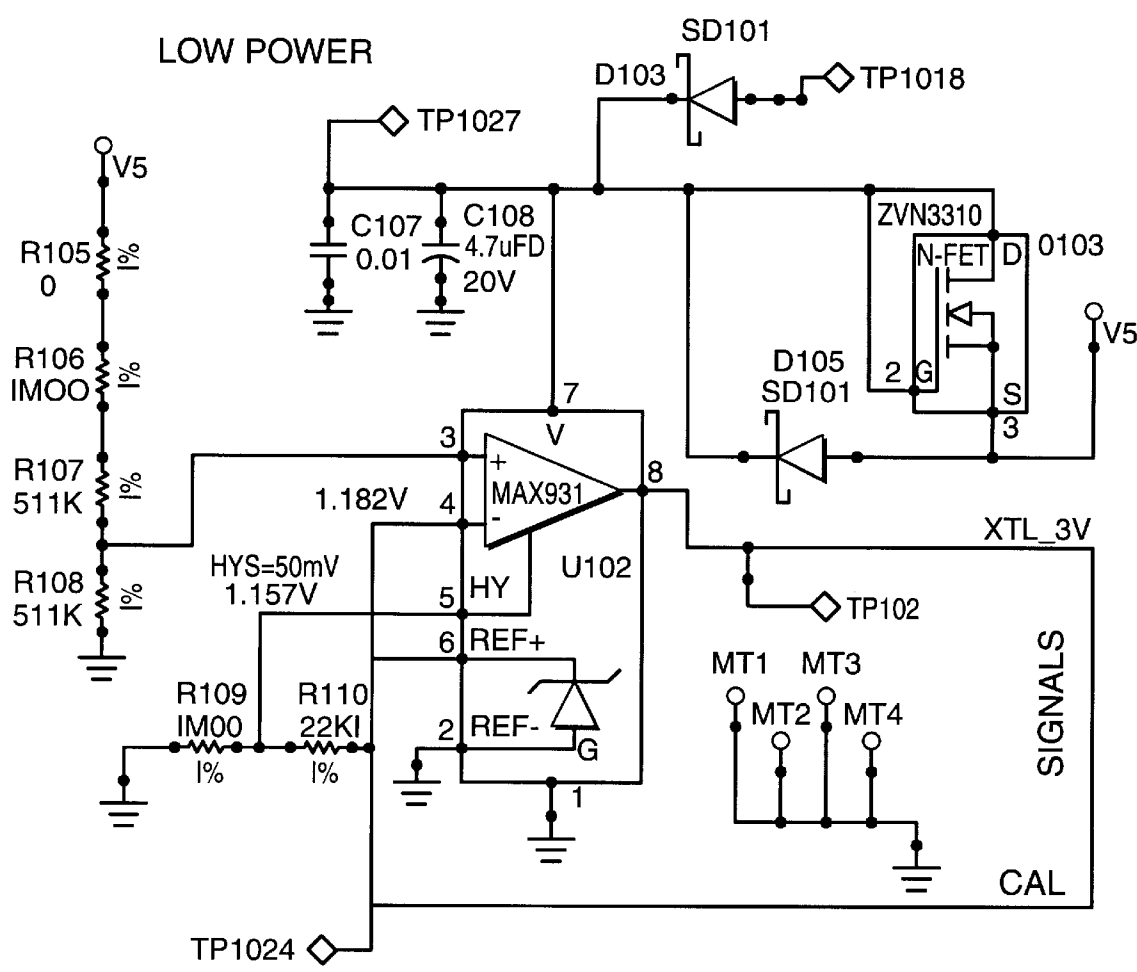 LOW POWER
SD101
D103
TP1018
TP1027
V5
C107
0.01
C108
4.7uFD
20V
ZVN3310
N-FET
D
0103
R105
0
I%
V5
R106
IMOO
I%
D105
SD101
2
G
S
3
7
V
3
+
8
R107
511K
I%
1.182V
4
-
MAX931
XTL_3V
U102
HYS=50mV
1.157V
R108
511K
I%
5
HY
TP102
6
REF+
MT1
MT3
MT2
MT4
SIGNALS
R109
IM00
I%
R110
22KI
I%
2
REF-
G
1
CAL
TP1024